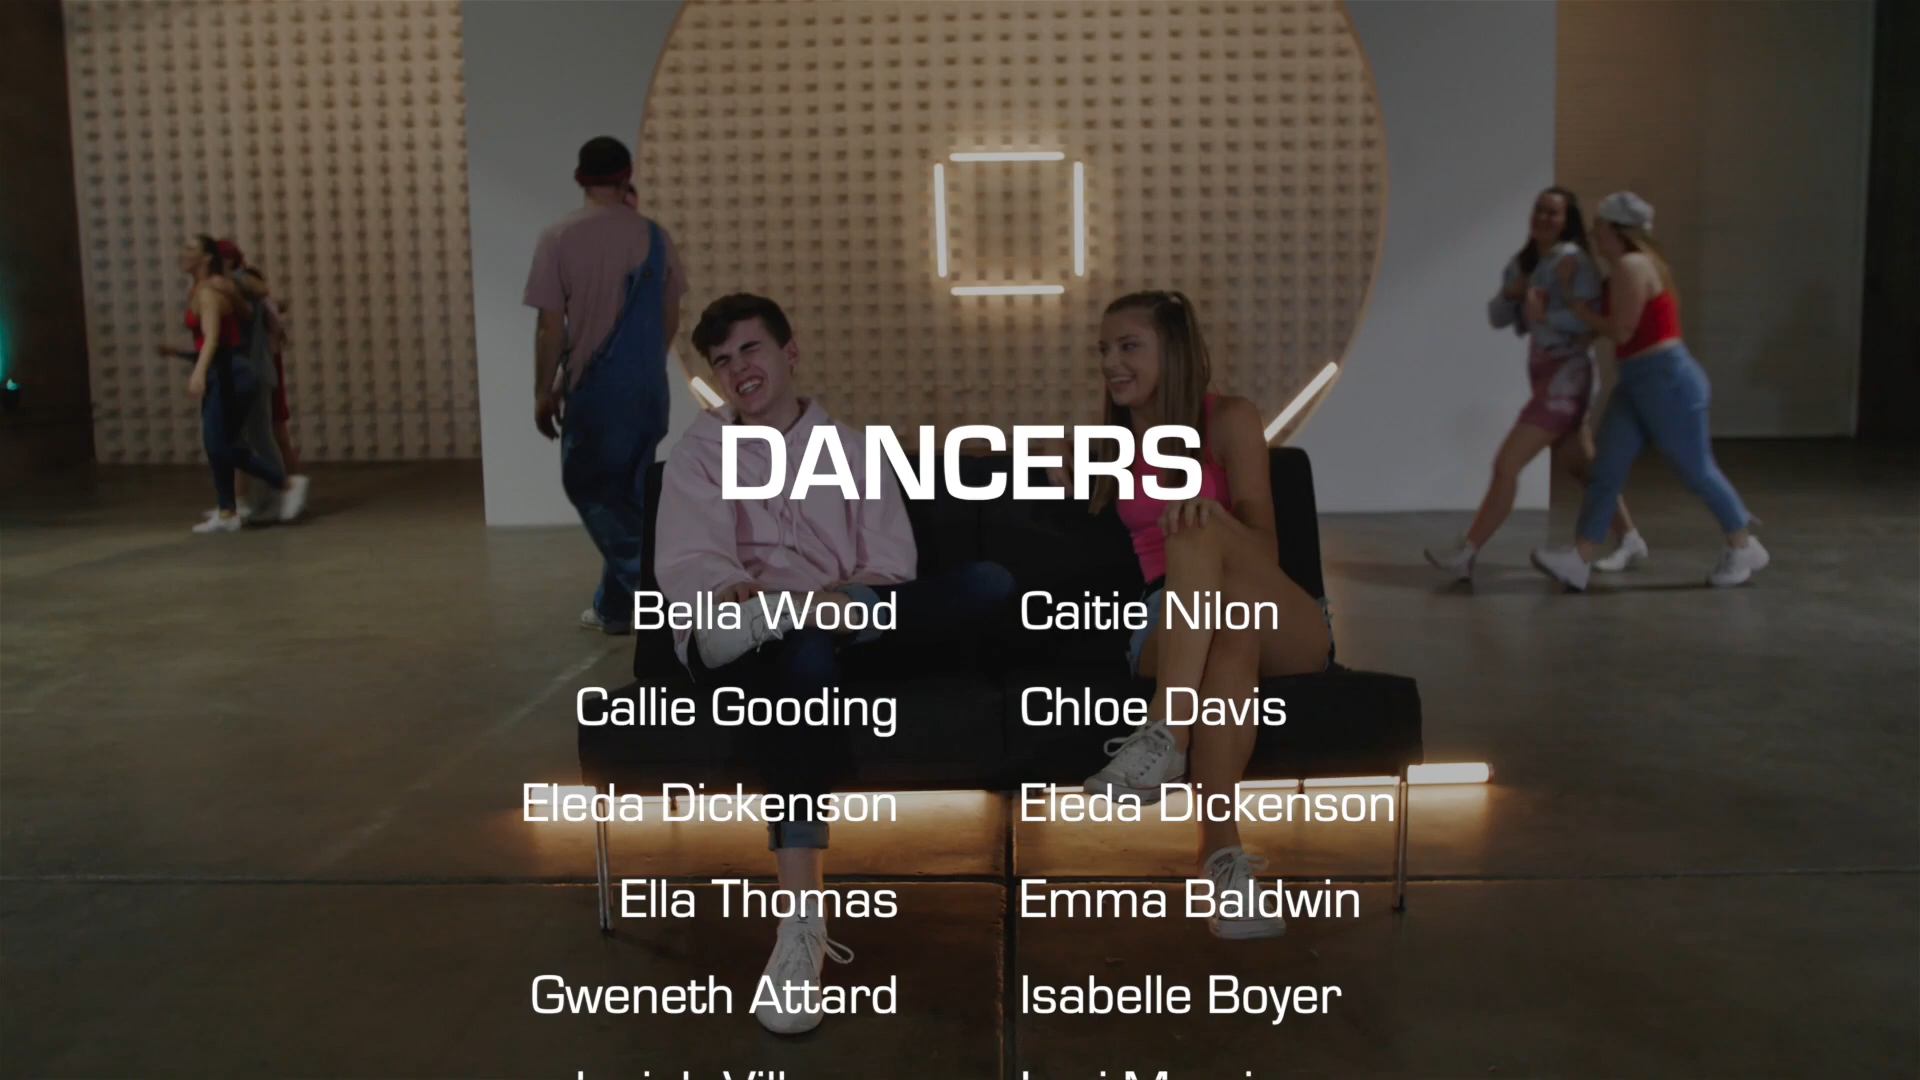 DANCERS
Bella Wood Caitie Nilon
Callie Gooding Chloe Davis
Eleda Dickenson Eleda Dickenson
Ella Thomas Emma Baldwin
Gweneth Attard Isabelle Boyer